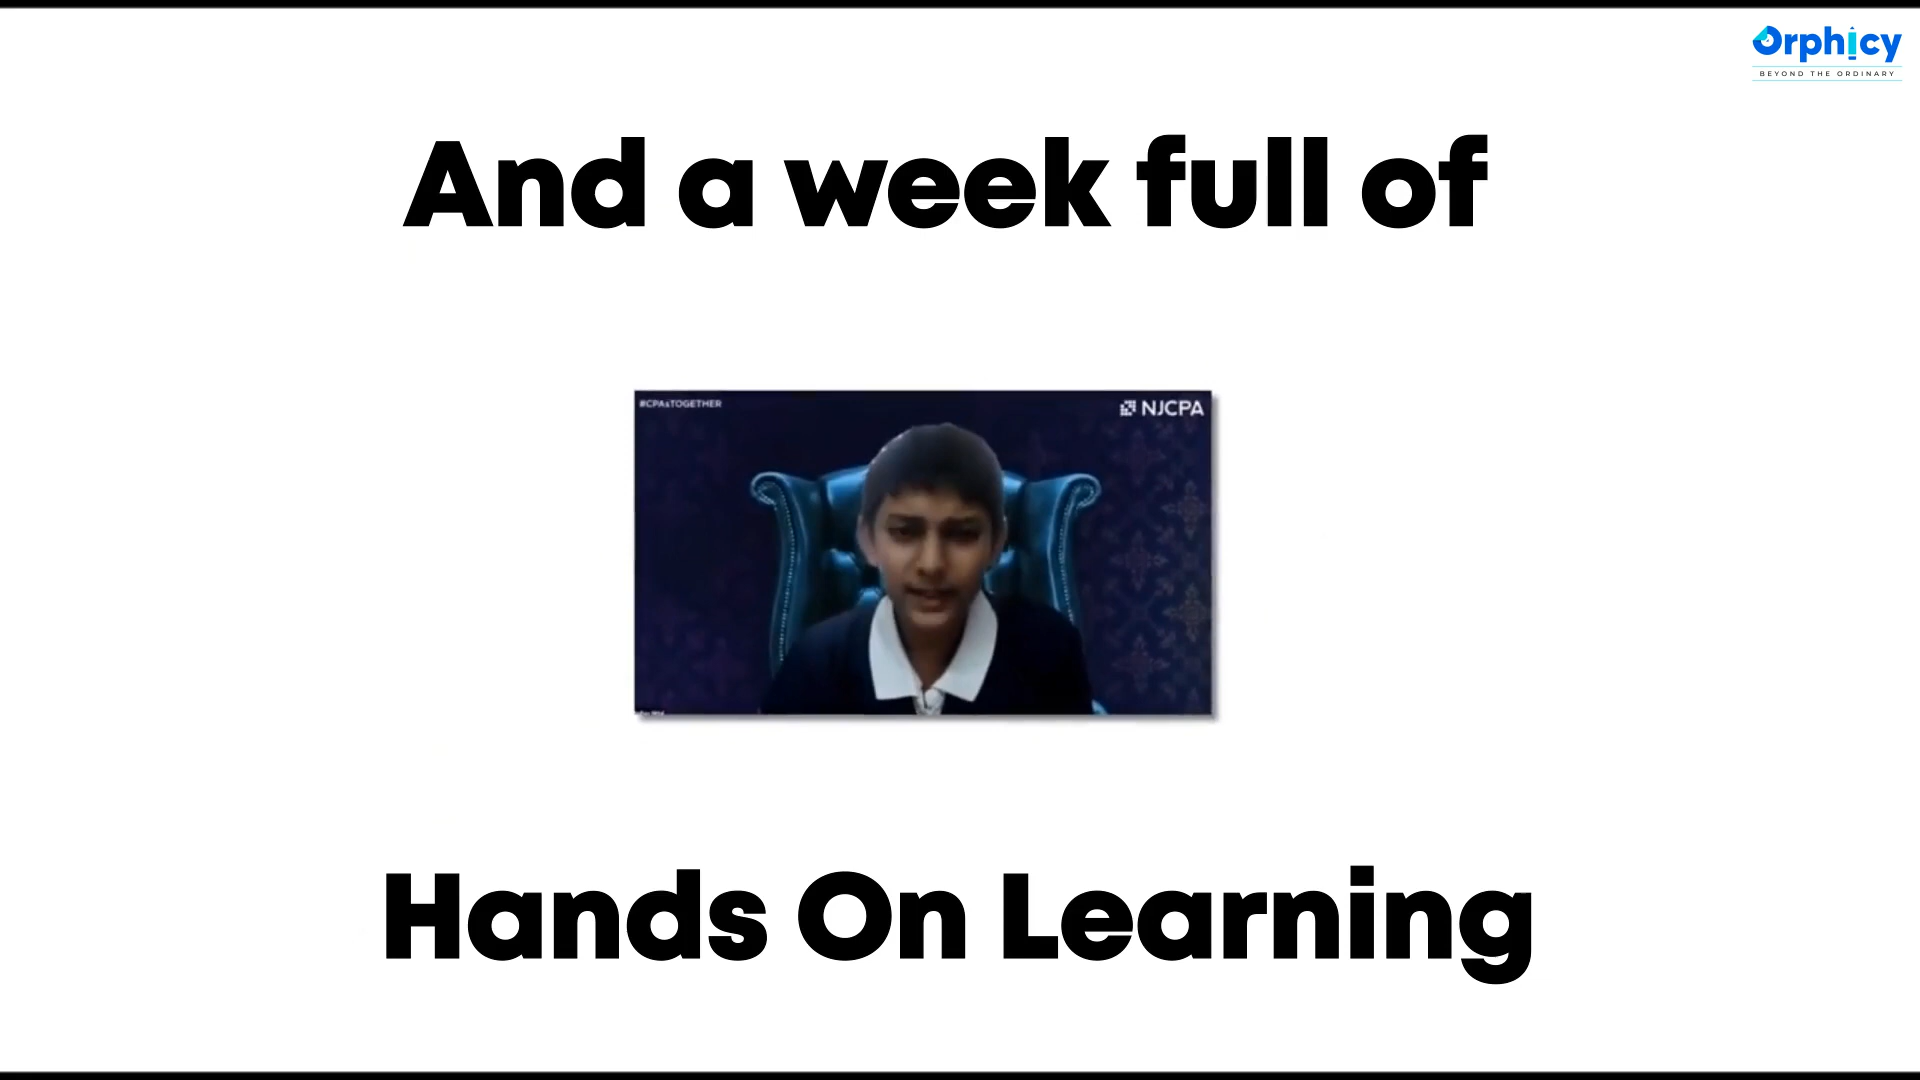 Orphicy
BEYOND THE ORDINARY
And a week full of
#CPAsTOGETHER
NJCPA
Hands On Learning